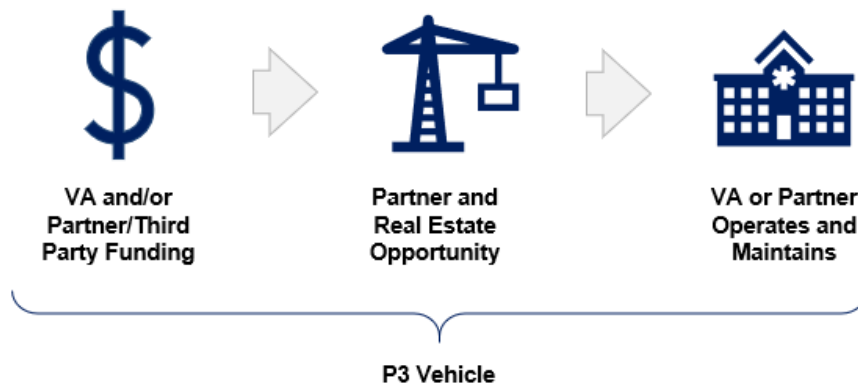 VA and/or
Partner/Third
Party Funding
Partner and
Real Estate
Opportunity
VA or Partner
Operates and
Maintains
P3 Vehicle